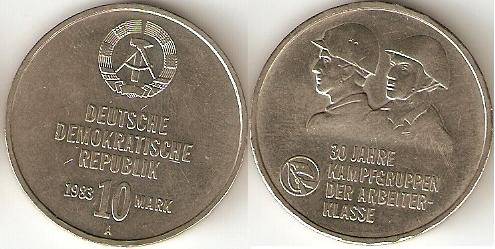 DEUTSCHE
DEMOKRATISCHE
REPUBLIK
1983 10 MARK
A
30 JAHRE
KAMPFGRUPPEN
DER ARBEITER-
KLASSE